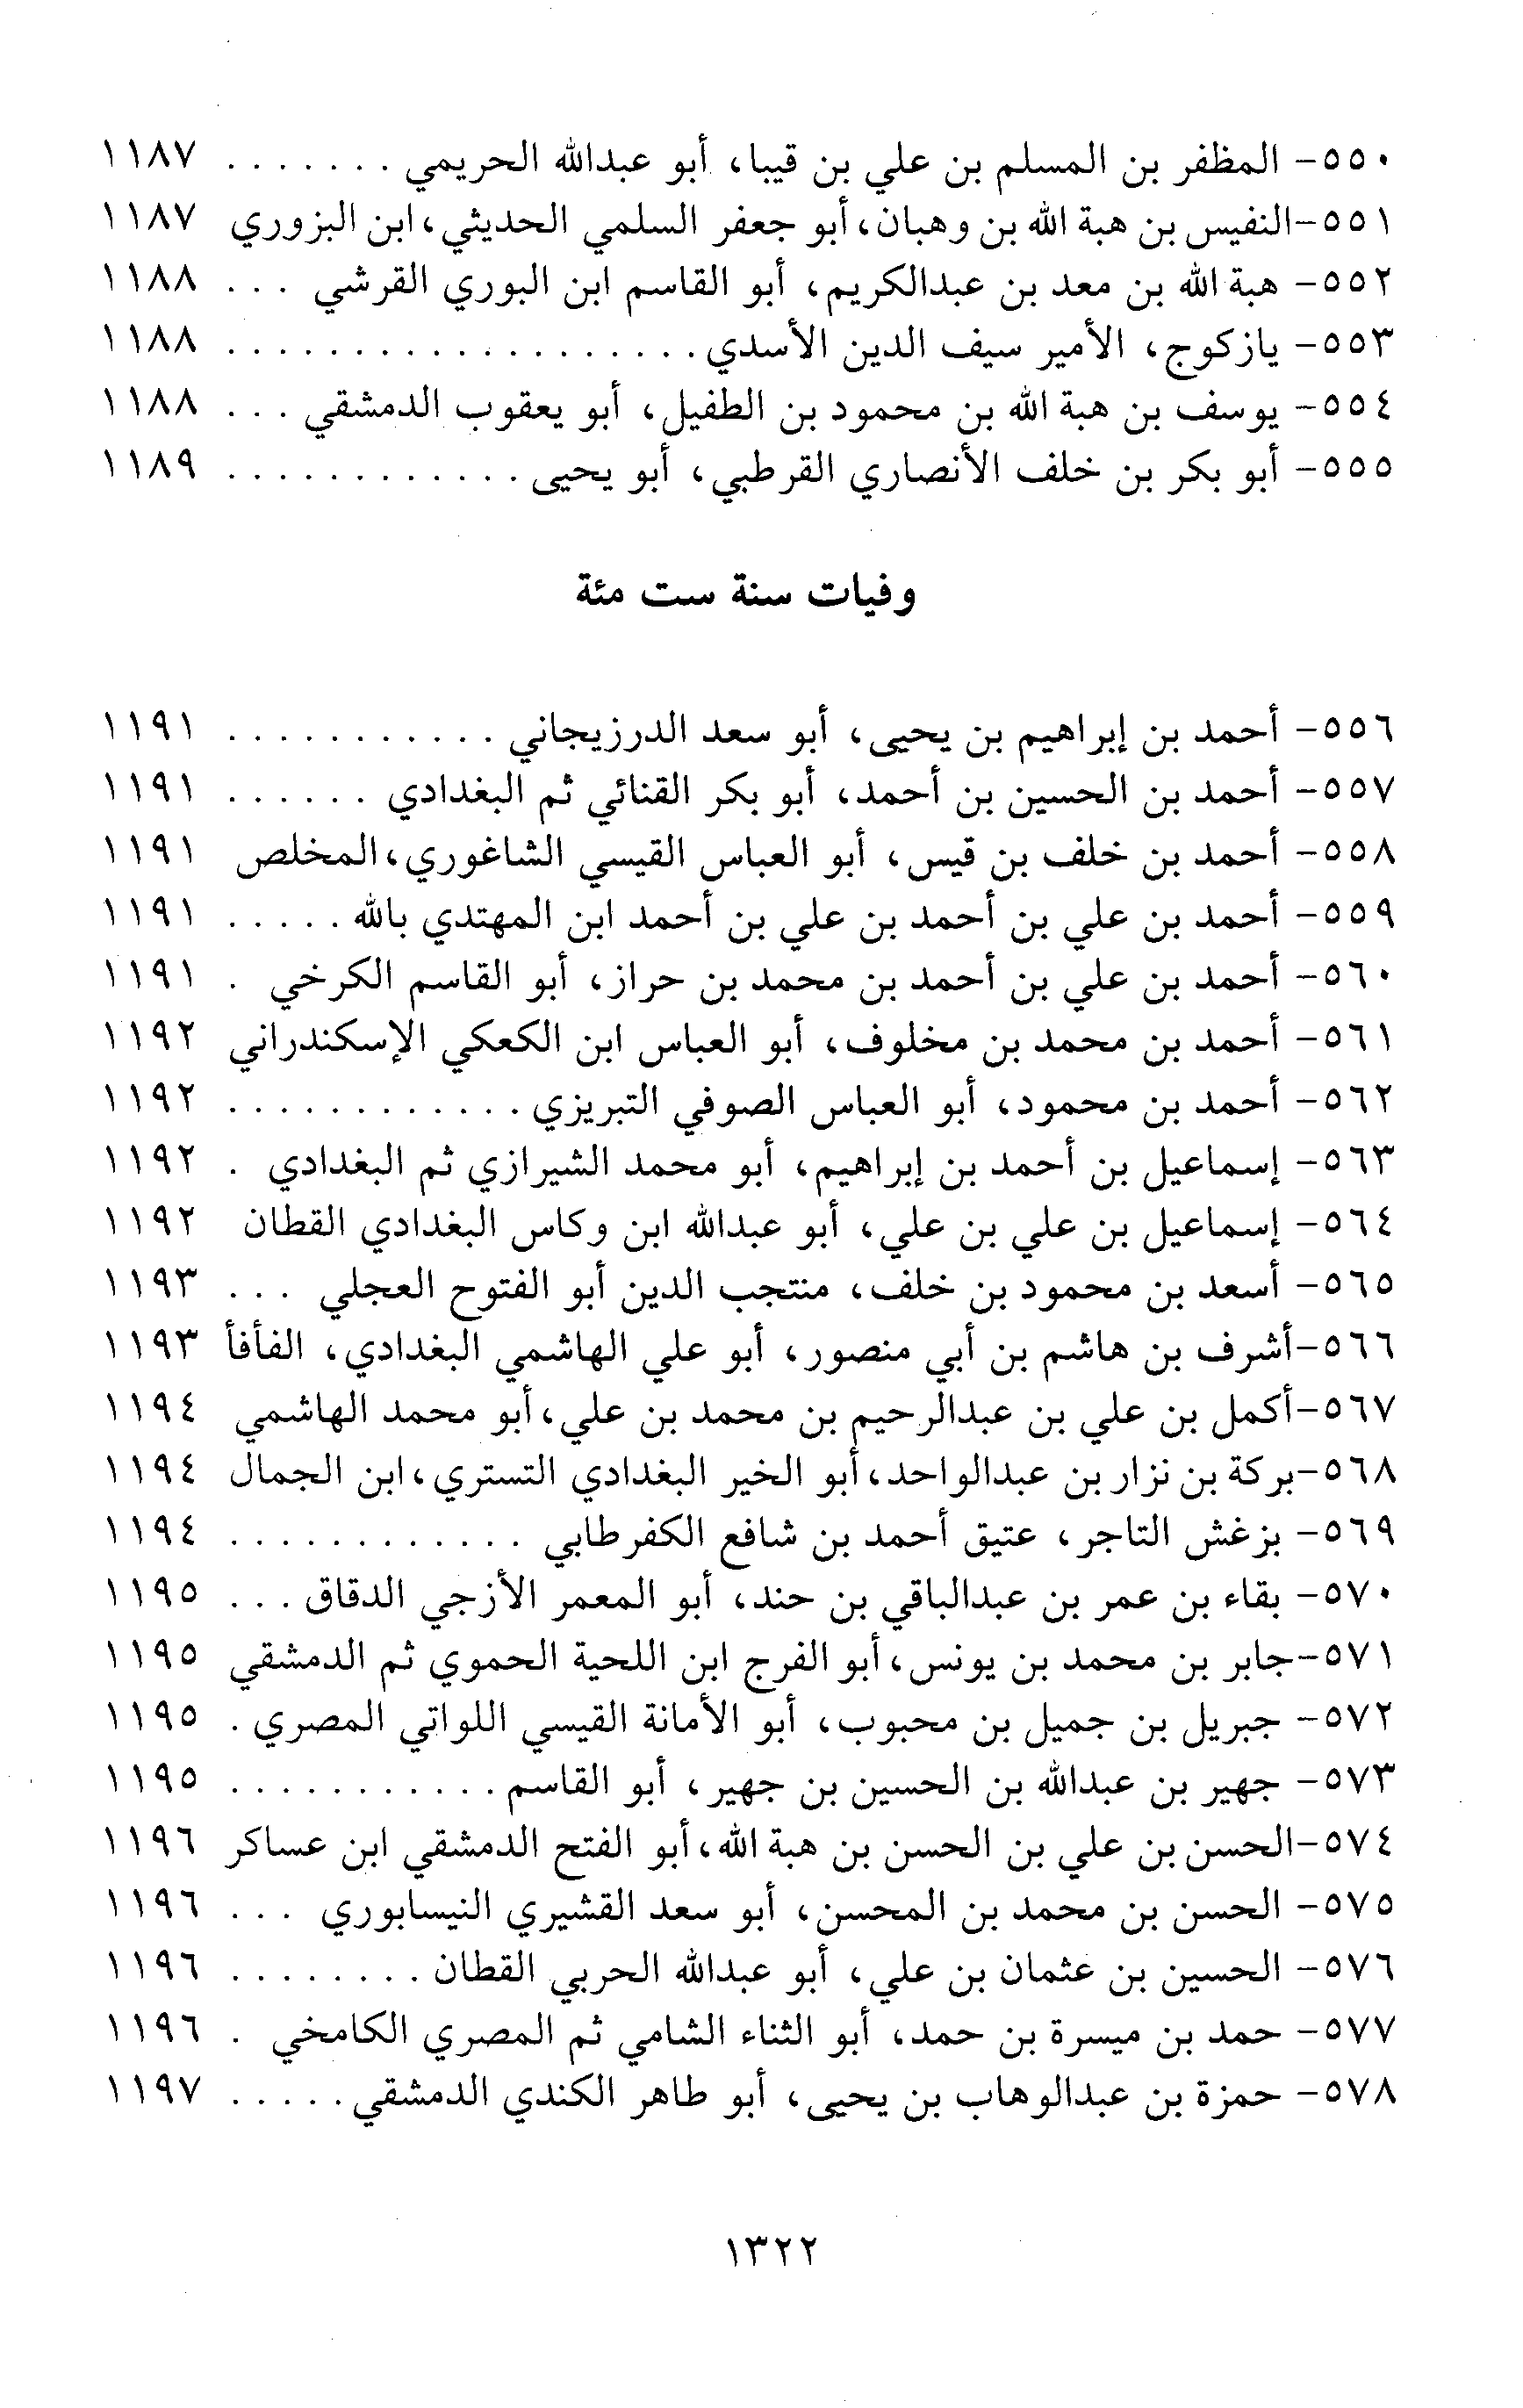 ٥٥٠- المظفر بن المسلم بن علي بن قيبا، أبو عبدالله الحريمي . . . . . . . ١١٨٧
٥٥١-النفيس بن هبة الله بن وهبان، أبو جعفر السلمي الحديثي، ابن البزوري ١١٨٧
٥٥٢- هبة الله بن معد بن عبدالكريم، أبو القاسم ابن البوري القرشي . . . ١١٨٨
٥٥٣- يازكوج، الأمير سيف الدين الأسدي . . . . . . . . . . . . . . . . . . . ١١٨٨
٥٥٤- يوسف بن هبة الله بن محمود بن الطفيل، أبو يعقوب الدمشقي . . . ١١٨٨
٥٥٥- أبو بكر بن خلف الأنصاري القرطبي، أبو يحيى . . . . . . . . . . . . ١١٨٩
وفيات سنة ست مئة
٥٥٦- أحمد بن إبراهيم بن يحيى، أبو سعد الدرزيجاني . . . . . . . . . . . ١١٩١
٥٥٧- أحمد بن الحسين بن أحمد، أبو بكر القنائي ثم البغدادي . . . . . . ١١٩١
٥٥٨- أحمد بن خلف بن قيس، أبو العباس القيسي الشاغوري، المخلص ١١٩١
٥٥٩- أحمد بن علي بن أحمد بن علي بن أحمد ابن المهتدي بالله . . . . . ١١٩١
٥٦٠- أحمد بن علي بن أحمد بن محمد بن حراز، أبو القاسم الكرخي . ١١٩١
٥٦١- أحمد بن محمد بن مخلوف، أبو العباس ابن الكعكي الإسكندراني ١١٩٢
٥٦٢- أحمد بن محمود، أبو العباس الصوفي التبريزي . . . . . . . . . . . . ١١٩٢
٥٦٣- إسماعيل بن أحمد بن إبراهيم، أبو محمد الشيرازي ثم البغدادي . ١١٩٢
٥٦٤- إسماعيل بن علي بن علي، أبو عبدالله ابن وكاس البغدادي القطان ١١٩٢
٥٦٥- أسعد بن محمود بن خلف، منتجب الدين أبو الفتوح العجلي . . . ١١٩٣
٥٦٦-أشرف بن هاشم بن أبي منصور، أبو علي الهاشمي البغدادي، الفأفأ ١١٩٣
٥٦٧-أكمل بن علي بن عبدالرحيم بن محمد بن علي، أبو محمد الهاشمي ١١٩٤
٥٦٨-بركة بن نزار بن عبدالواحد، أبو الخير البغدادي التستري، ابن الجمال ١١٩٤
٥٦٩- بزغش التاجر، عتيق أحمد بن شافع الكفرطابي . . . . . . . . . . . . ١١٩٤
٥٧٠- بقاء بن عمر بن عبدالباقي بن حند، أبو المعمر الأزجي الدقاق . . . ١١٩٥
٥٧١-جابر بن محمد بن يونس، أبو الفرج ابن اللحية الحموي ثم الدمشقي ١١٩٥
٥٧٢- جبريل بن جميل بن محبوب، أبو الأمانة القيسي اللواتي المصري . ١١٩٥
٥٧٣- جهير بن عبدالله بن الحسين بن جهير، أبو القاسم . . . . . . . . . . . ١١٩٥
٥٧٤-الحسن بن علي بن الحسن بن هبة الله، أبو الفتح الدمشقي ابن عساكر ١١٩٦
٥٧٥- الحسن بن محمد بن المحسن، أبو سعد القشيري النيسابوري . . . ١١٩٦
٥٧٦- الحسين بن عثمان بن علي، أبو عبدالله الحربي القطان . . . . . . . . ١١٩٦
٥٧٧- حمد بن ميسرة بن حمد، أبو الثناء الشامي ثم المصري الكامخي . ١١٩٦
٥٧٨- حمزة بن عبدالوهاب بن يحيى، أبو طاهر الكندي الدمشقي . . . . . ١١٩٧
١٣٢٢